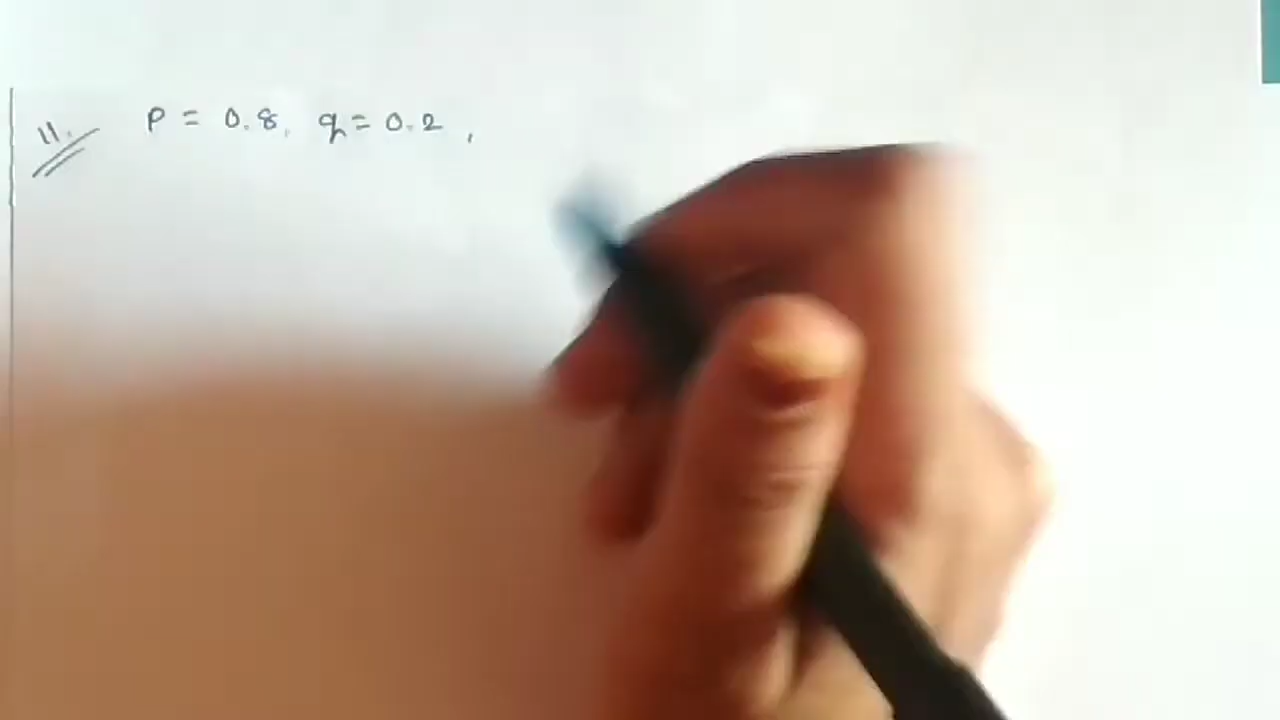 11. P = 0.8, q = 0.2,